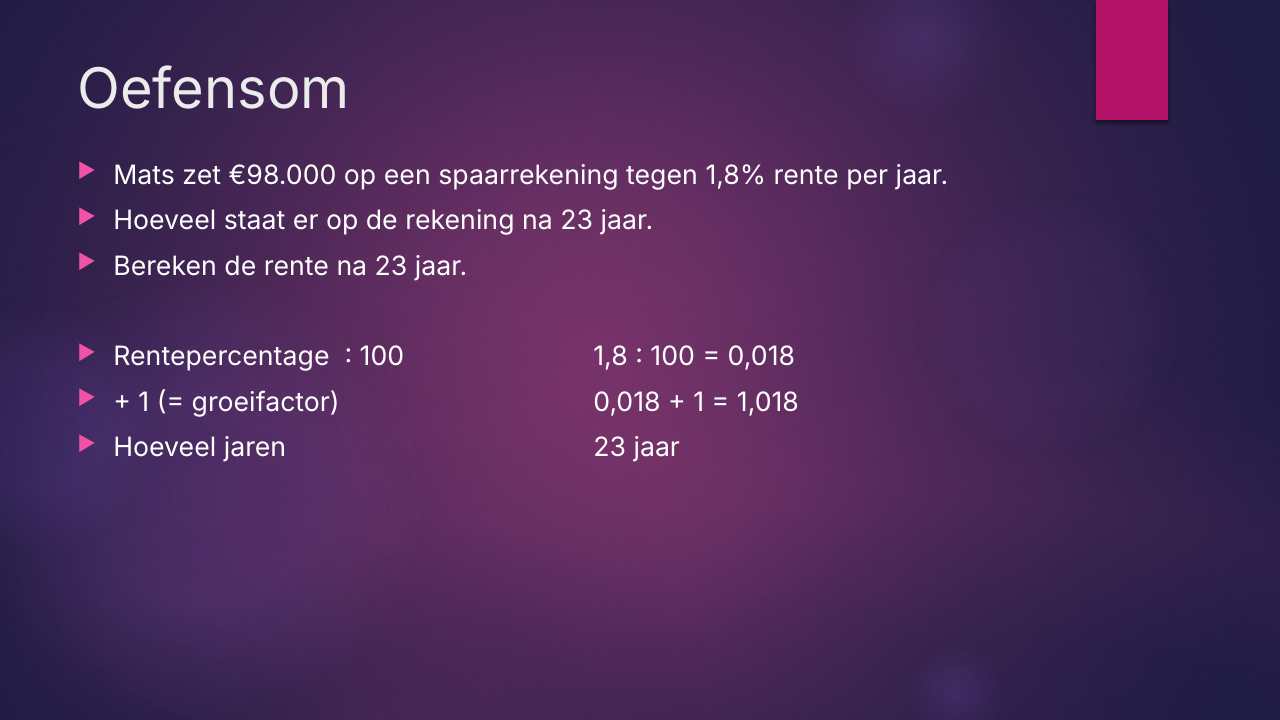 Oefensom
Mats zet €98.000 op een spaarrekening tegen 1,8% rente per jaar.
Hoeveel staat er op de rekening na 23 jaar.
Bereken de rente na 23 jaar.
Rentepercentage : 100 1,8 : 100 = 0,018
+ 1 (= groeifactor) 0,018 + 1 = 1,018
Hoeveel jaren 23 jaar